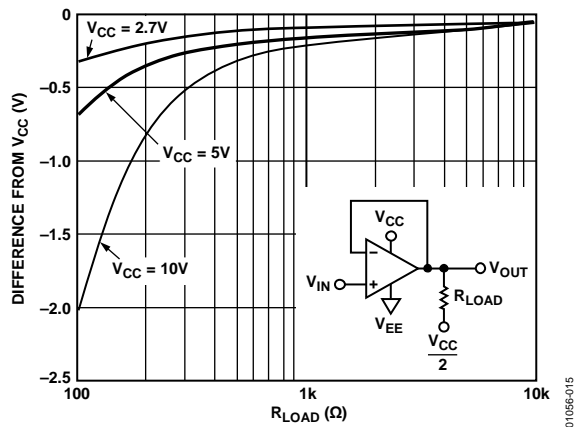 0
–0.5
–1.0
–1.5
–2.0
–2.5
DIFFERENCE FROM VCC (V)
VCC = 2.7V
VCC = 5V
VCC = 10V
VCC
–
+
VIN
VEE
VOUT
RLOAD
VCC
2
100
1k
10k
RLOAD (Ω)
01056-015